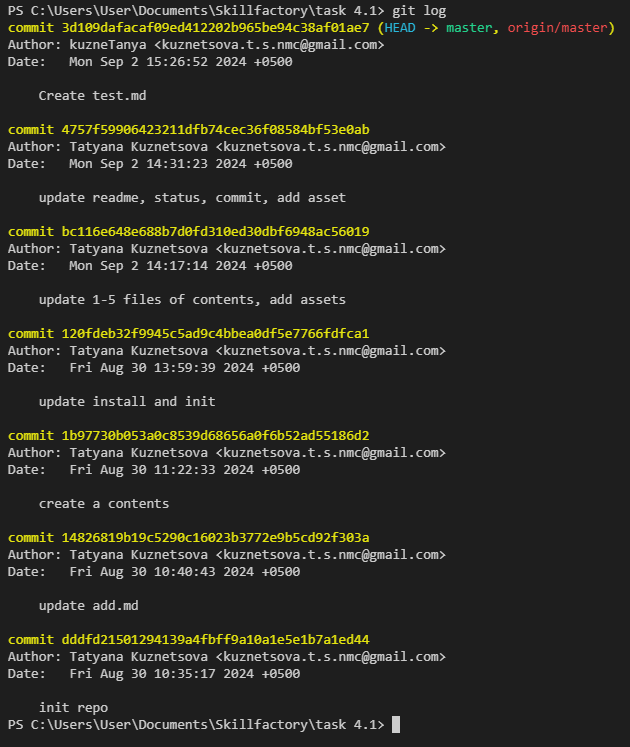 PS C:\Users\User\Documents\Skillfactory\task 4.1> git log
commit 3d109dafacaf09ed412202b965be94c38af01ae7 (HEAD -> master, origin/master)
Author: kuzneTanya <kuznetsova.t.s.nmc@gmail.com>
Date:   Mon Sep 2 15:26:52 2024 +0500
    Create test.md
commit 4757f59906423211dfb74cec36f08584bf53e0ab
Author: Tatyana Kuznetsova <kuznetsova.t.s.nmc@gmail.com>
Date:   Mon Sep 2 14:31:23 2024 +0500
    update readme, status, commit, add asset
commit bc116e648e688b7d0fd310ed30dbf6948ac56019
Author: Tatyana Kuznetsova <kuznetsova.t.s.nmc@gmail.com>
Date:   Mon Sep 2 14:17:14 2024 +0500
    update 1-5 files of contents, add assets
commit 120fdeb32f9945c5ad9c4bbea0df5e7766fdfca1
Author: Tatyana Kuznetsova <kuznetsova.t.s.nmc@gmail.com>
Date:   Fri Aug 30 13:59:39 2024 +0500
    update install and init
commit 1b97730b053a0c8539d68656a0f6b52ad55186d2
Author: Tatyana Kuznetsova <kuznetsova.t.s.nmc@gmail.com>
Date:   Fri Aug 30 11:22:33 2024 +0500
    create a contents
commit 14826819b19c5290c16023b3772e9b5cd92f303a
Author: Tatyana Kuznetsova <kuznetsova.t.s.nmc@gmail.com>
Date:   Fri Aug 30 10:40:43 2024 +0500
    update add.md
commit dddfd21501294139a4fbff9a10a1e5e1b7a1ed44
Author: Tatyana Kuznetsova <kuznetsova.t.s.nmc@gmail.com>
Date:   Fri Aug 30 10:35:17 2024 +0500
    init repo
PS C:\Users\User\Documents\Skillfactory\task 4.1>